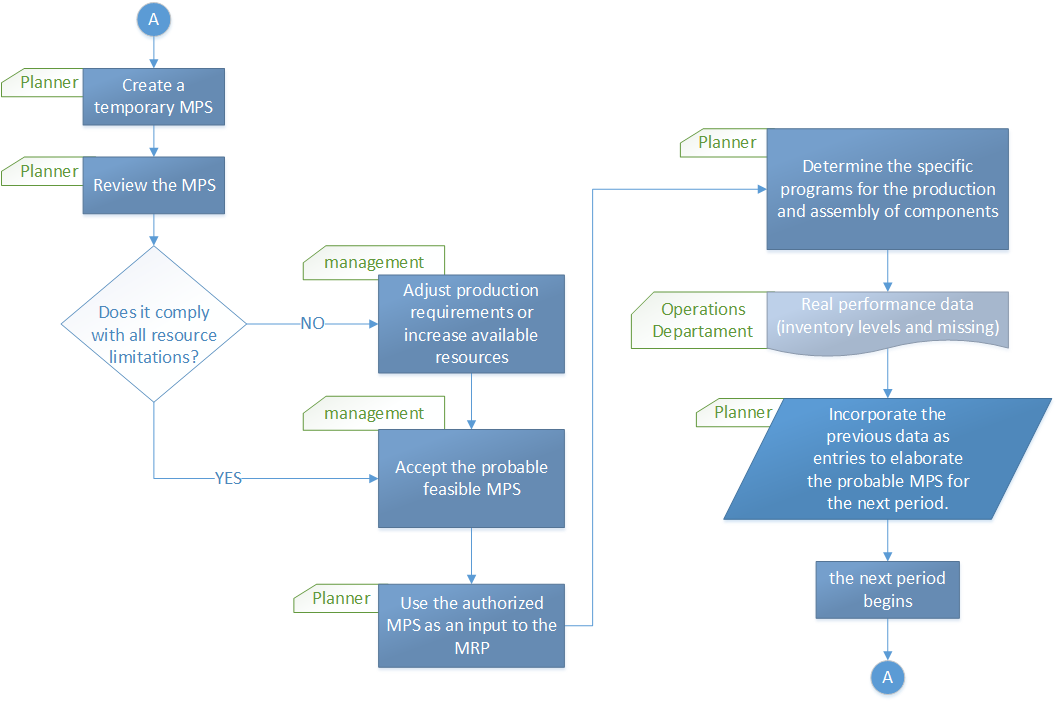 A
Planner
Create a
temporary MPS
Planner
Review the MPS
Does it comply
with all resource
limitations?
NO
YES
management
Adjust production
requirements or
increase available
resources
management
Accept the probable
feasible MPS
Planner
Use the authorized
MPS as an input to the
MRP
Planner
Determine the specific
programs for the production
and assembly of components
Operations
Departament
Real performance data
(inventory levels and missing)
Planner
Incorporate the
previous data as
entries to elaborate
the probable MPS for
the next period.
the next period
begins
A